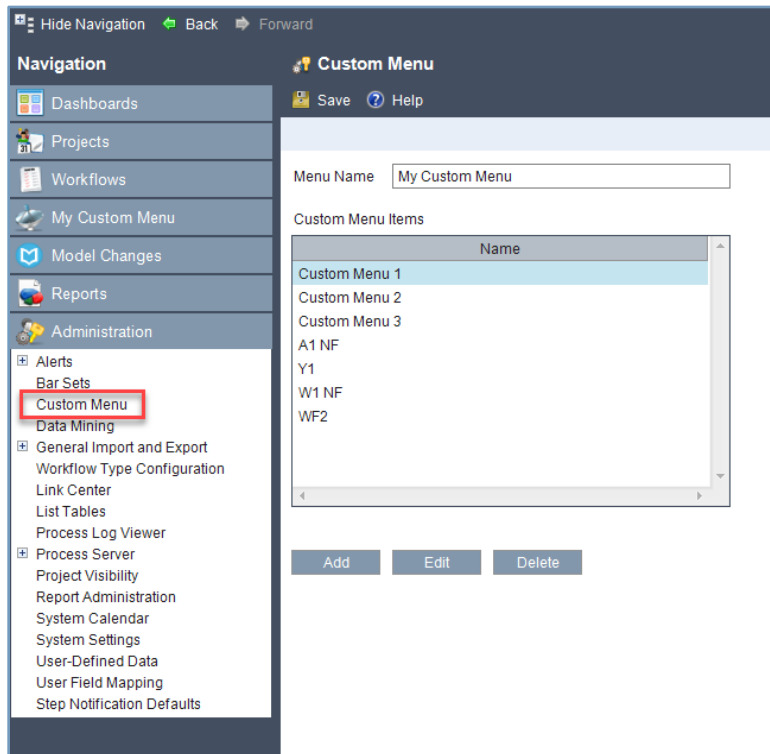 Hide Navigation Back Forward
Navigation
Dashboards
31
Projects
Workflows
My Custom Menu
Model Changes
Reports
Administration
Alerts
Bar Sets
Custom Menu
Data Mining
General Import and Export
Workflow Type Configuration
Link Center
List Tables
Process Log Viewer
Process Server
Project Visibility
Report Administration
System Calendar
System Settings
User-Defined Data
User Field Mapping
Step Notification Defaults
Custom Menu
Save ? Help
Menu Name My Custom Menu
Custom Menu Items
Name
Custom Menu 1
Custom Menu 2
Custom Menu 3
A1 NF
Y1
W1 NF
WF2
Add Edit Delete